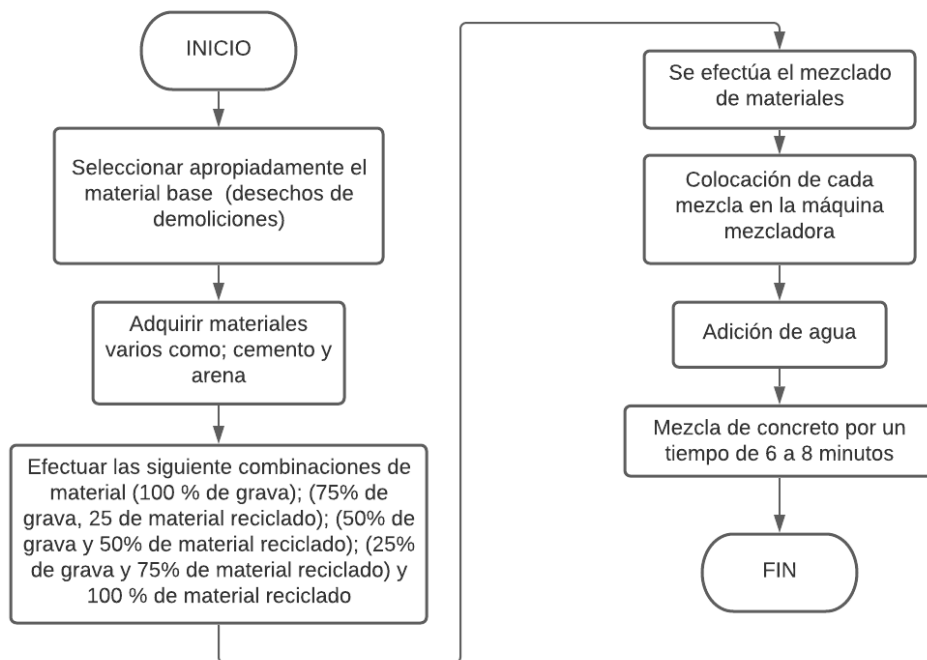 INICIO
Seleccionar apropiadamente el
material base (desechos de
demoliciones)
Adquirir materiales
varios como; cemento y
arena
Efectuar las siguiente combinaciones de
material (100 % de grava); (75% de
grava, 25 de material reciclado); (50% de
grava y 50% de material reciclado); (25%
de grava y 75% de material reciclado) y
100 % de material reciclado
Se efectúa el mezclado
de materiales
Colocación de cada
mezcla en la máquina
mezcladora
Adición de agua
Mezcla de concreto por un
tiempo de 6 a 8 minutos
FIN